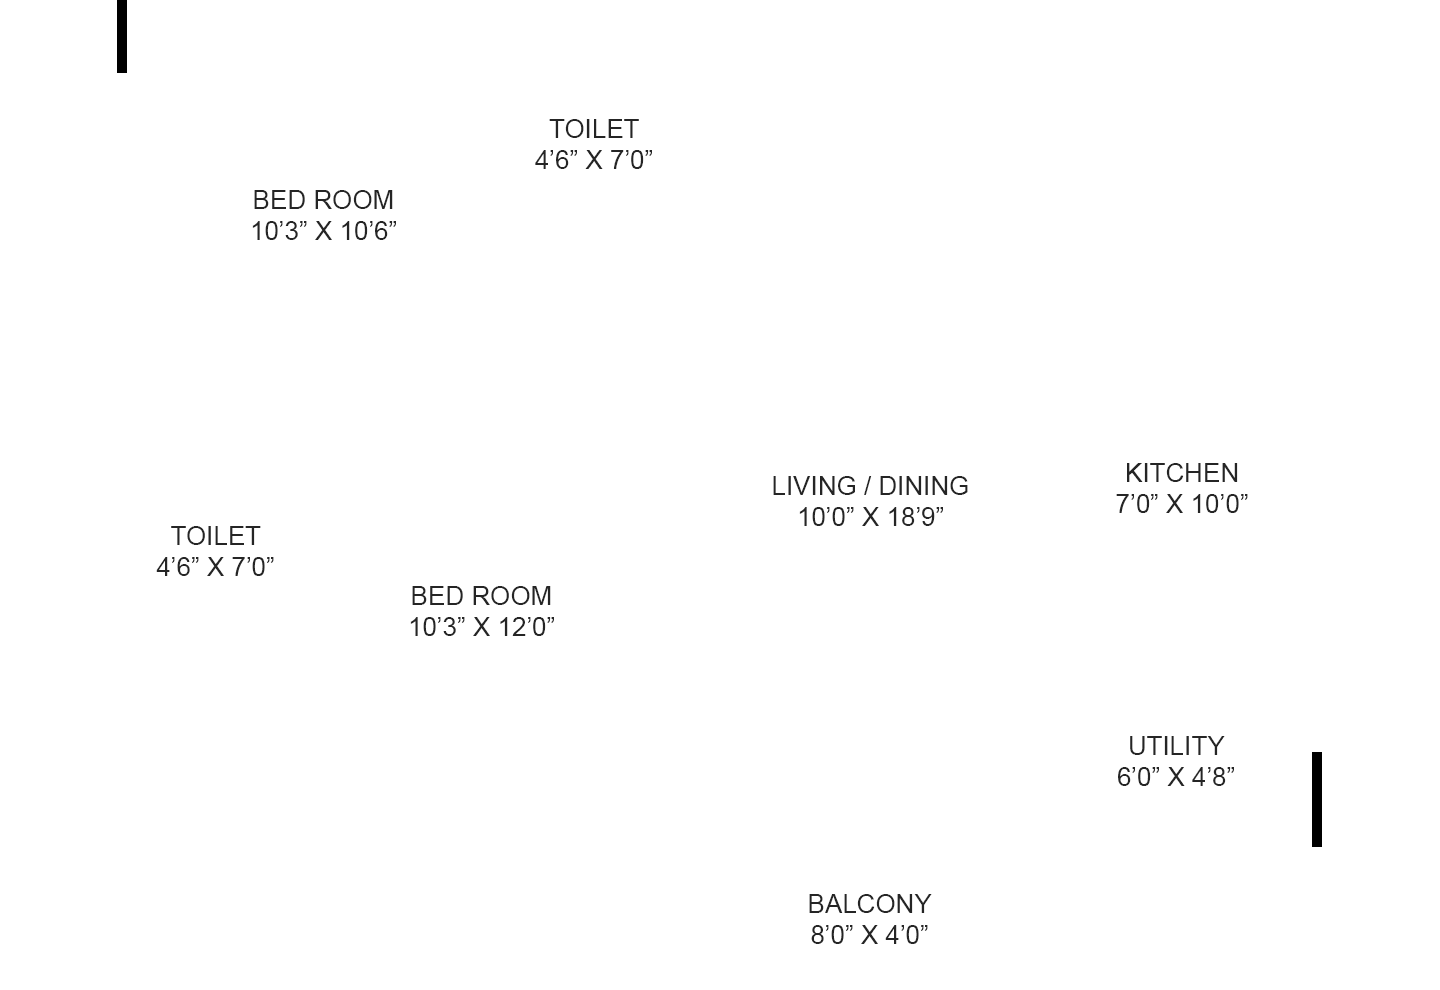 TOILET
4’6” X 7’0”
BED ROOM
10’3” X 10’6”
LIVING / DINING
10’0” X 18’9”
KITCHEN
7’0” X 10’0”
TOILET
4’6” X 7’0”
BED ROOM
10’3” X 12’0”
UTILITY
6’0” X 4’8”
BALCONY
8’0” X 4’0”